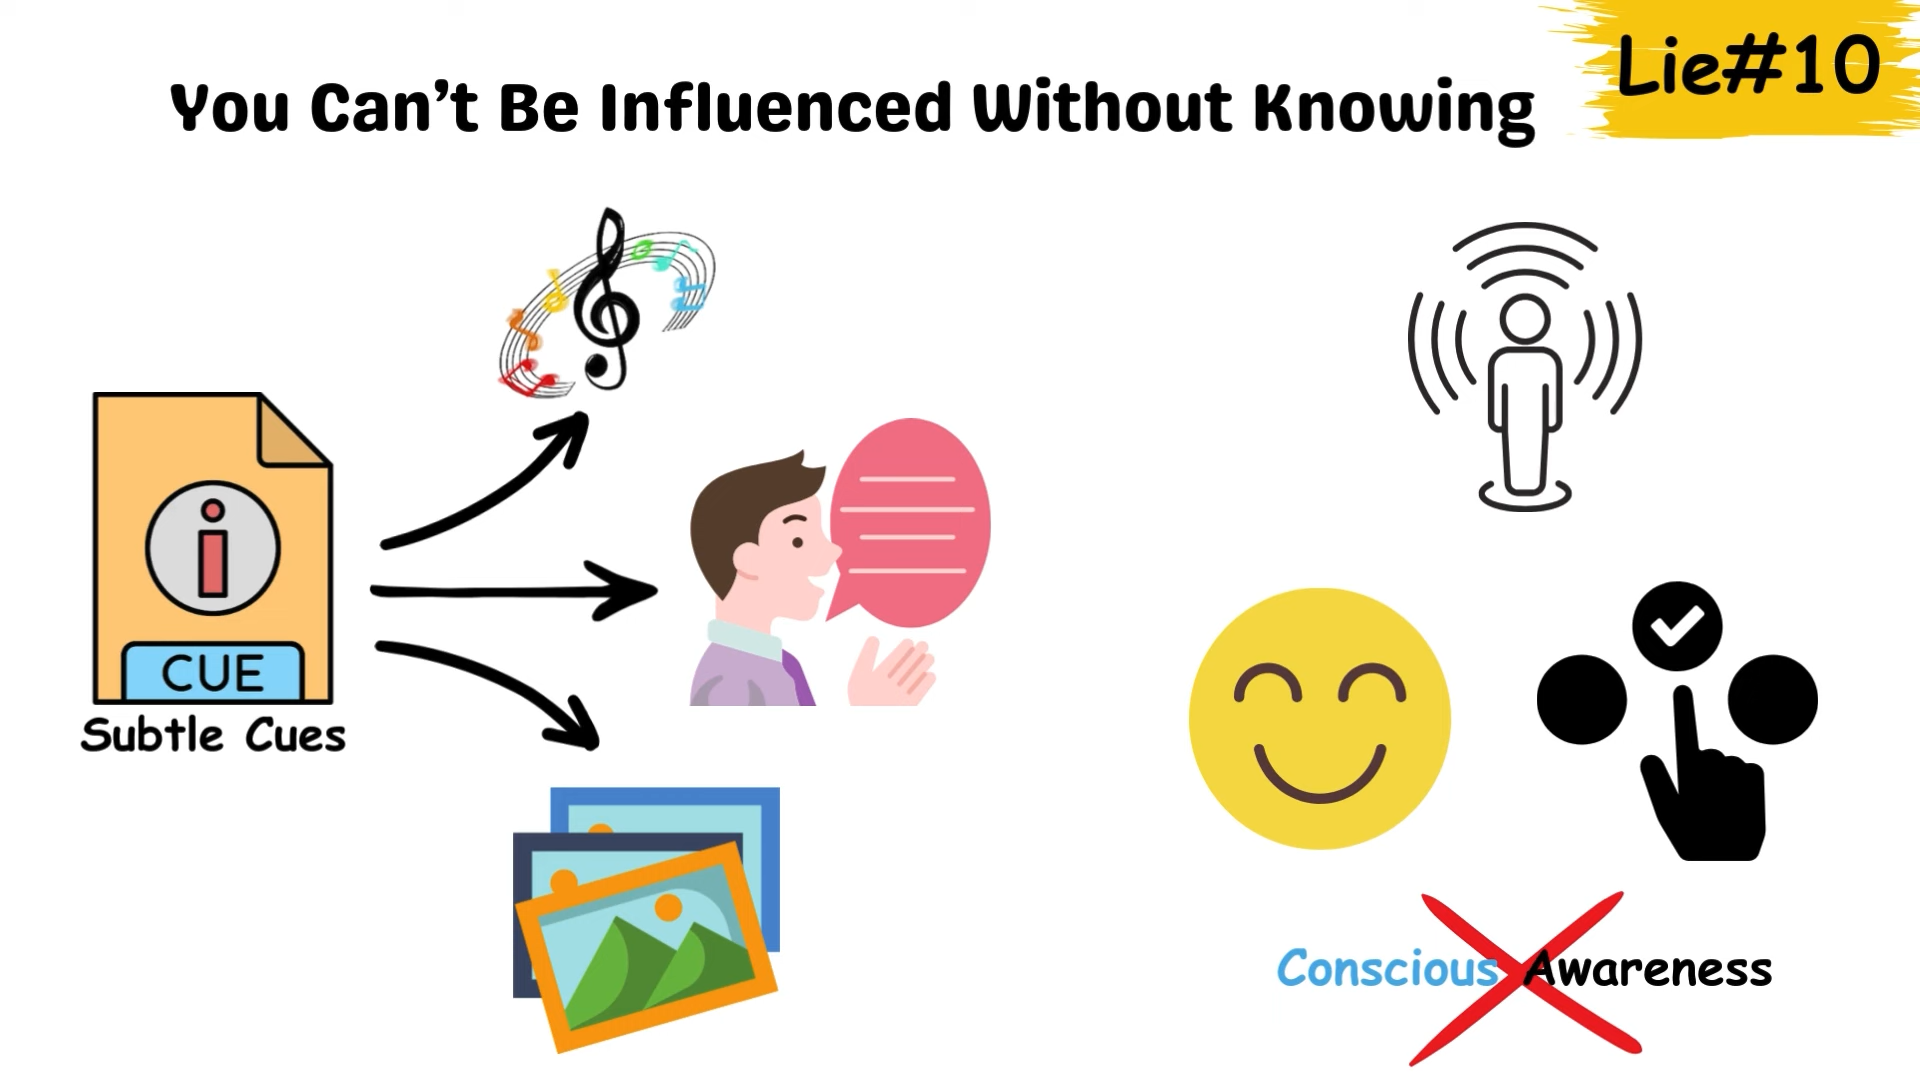 Lie#10
You Can’t Be Influenced Without Knowing
CUE
Subtle Cues
Conscious Awareness